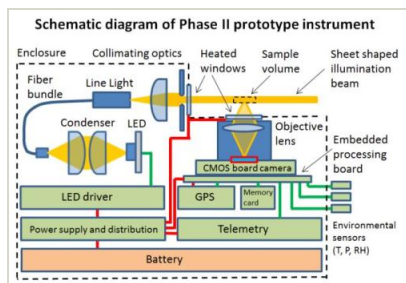 Schematic diagram of Phase II prototype instrument
Enclosure
Collimating optics
Heated
windows
Sample
volume
Sheet shaped
illumination
beam
Fiber
bundle
Line Light
Condenser
LED
Objective
lens
Embedded
processing
board
CMOS board camera
LED driver
GPS
Memory
card
Power supply and distribution
Telemetry
Environmental
sensors
(T, P, RH)
Battery